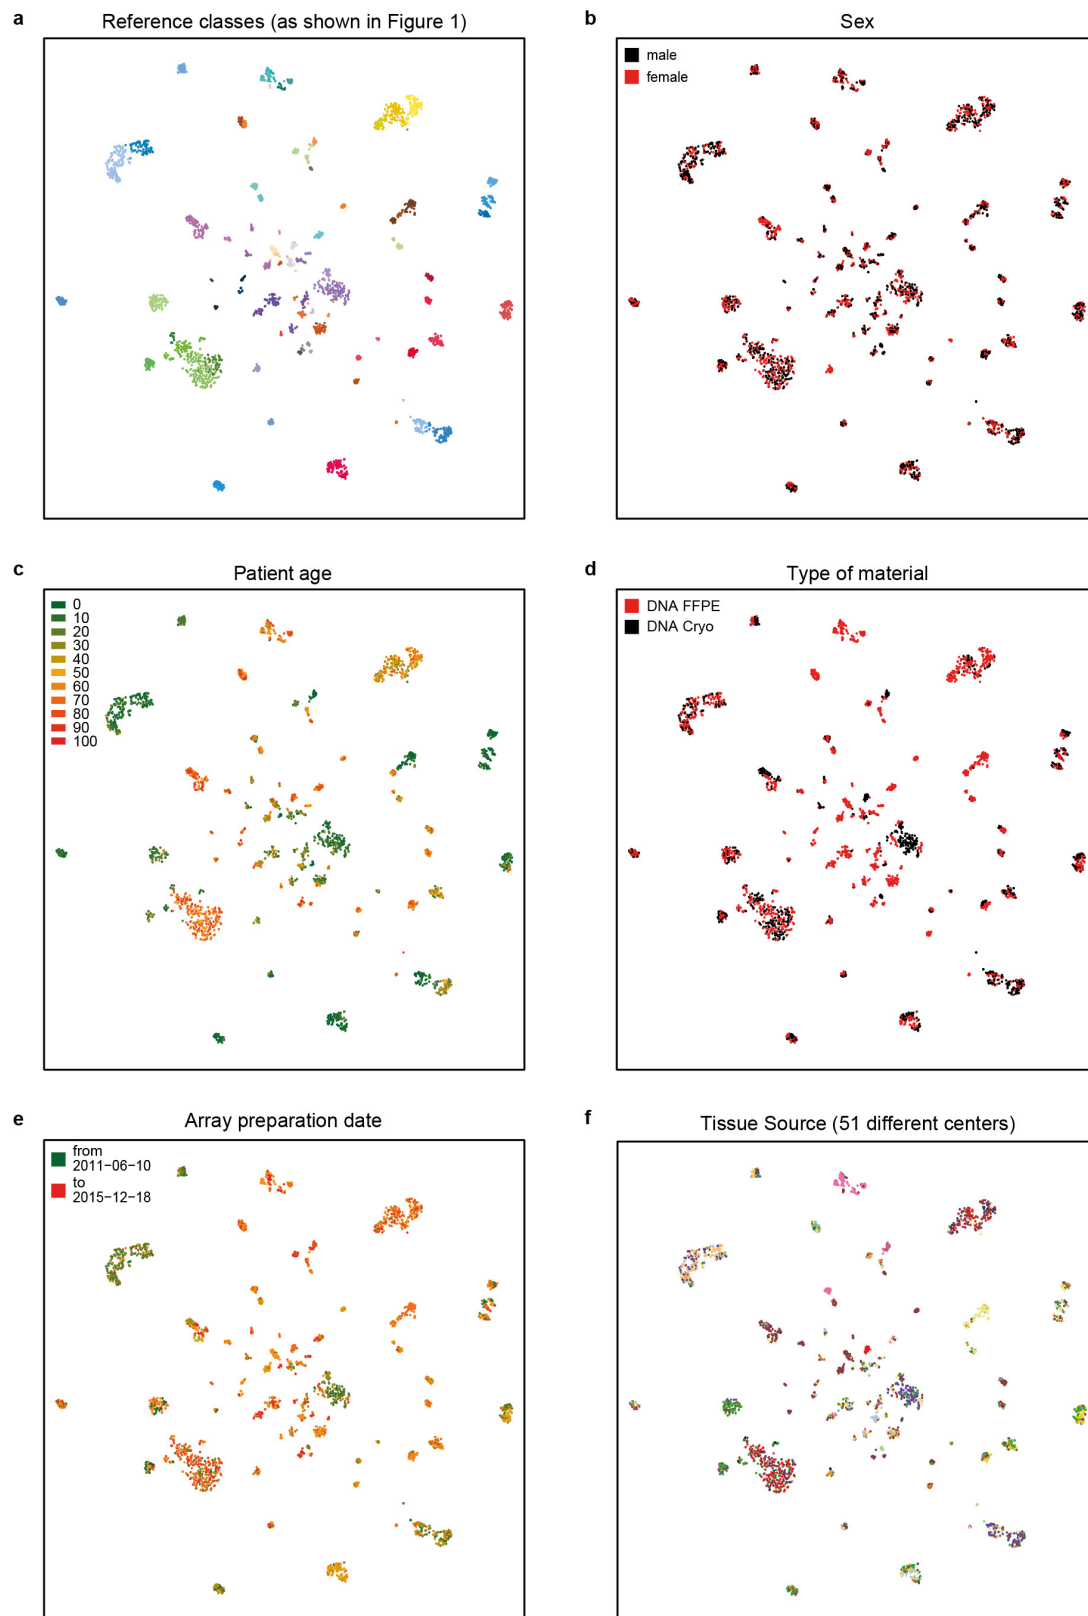 a Reference classes (as shown in Figure 1)
b Sex
male
female
c Patient age
0
10
20
30
40
50
60
70
80
90
100
d Type of material
DNA FFPE
DNA Cryo
e Array preparation date
from
2011−06−10
to
2015−12−18
f Tissue Source (51 different centers)